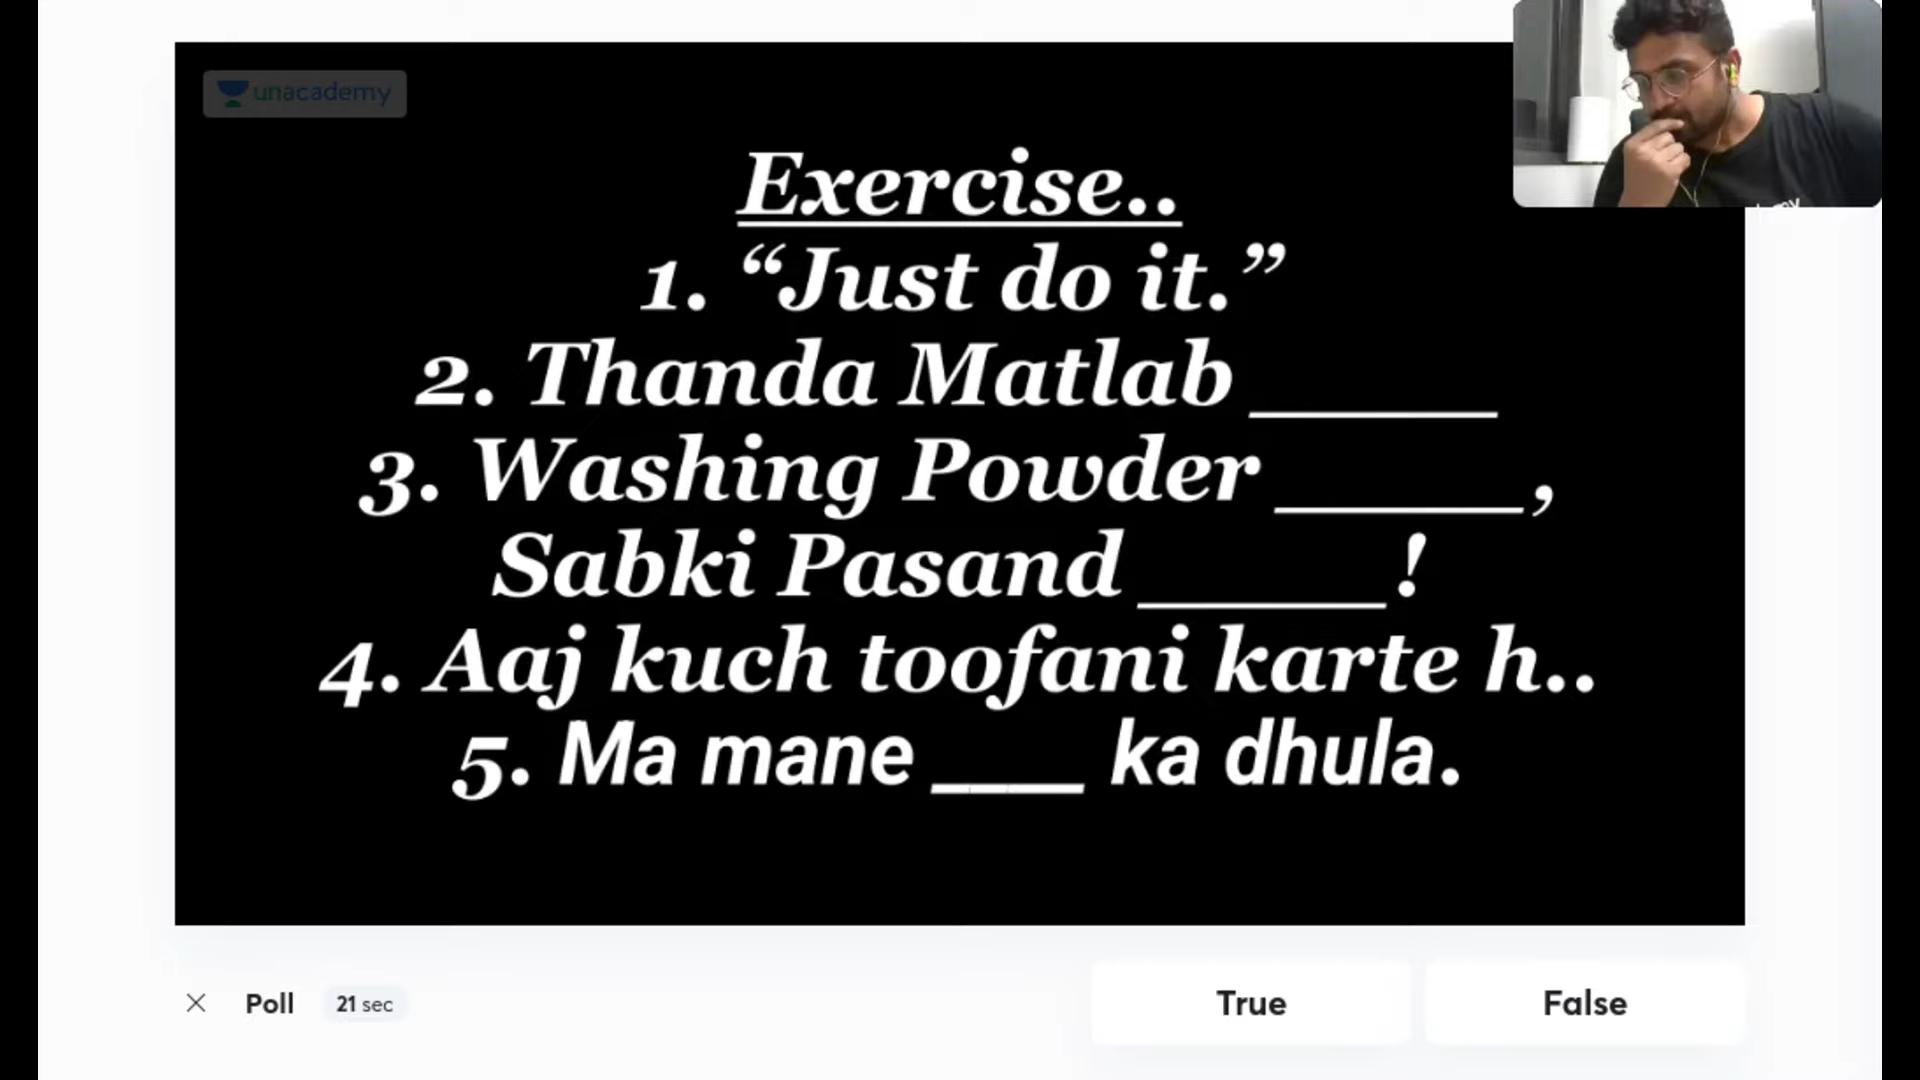 unacademy
Exercise..
1. “Just do it.”
2. Thanda Matlab _____
3. Washing Powder _____,
Sabki Pasand _____!
4. Aaj kuch toofani karte h..
5. Ma mane ____ ka dhula.
Poll 21 sec True False